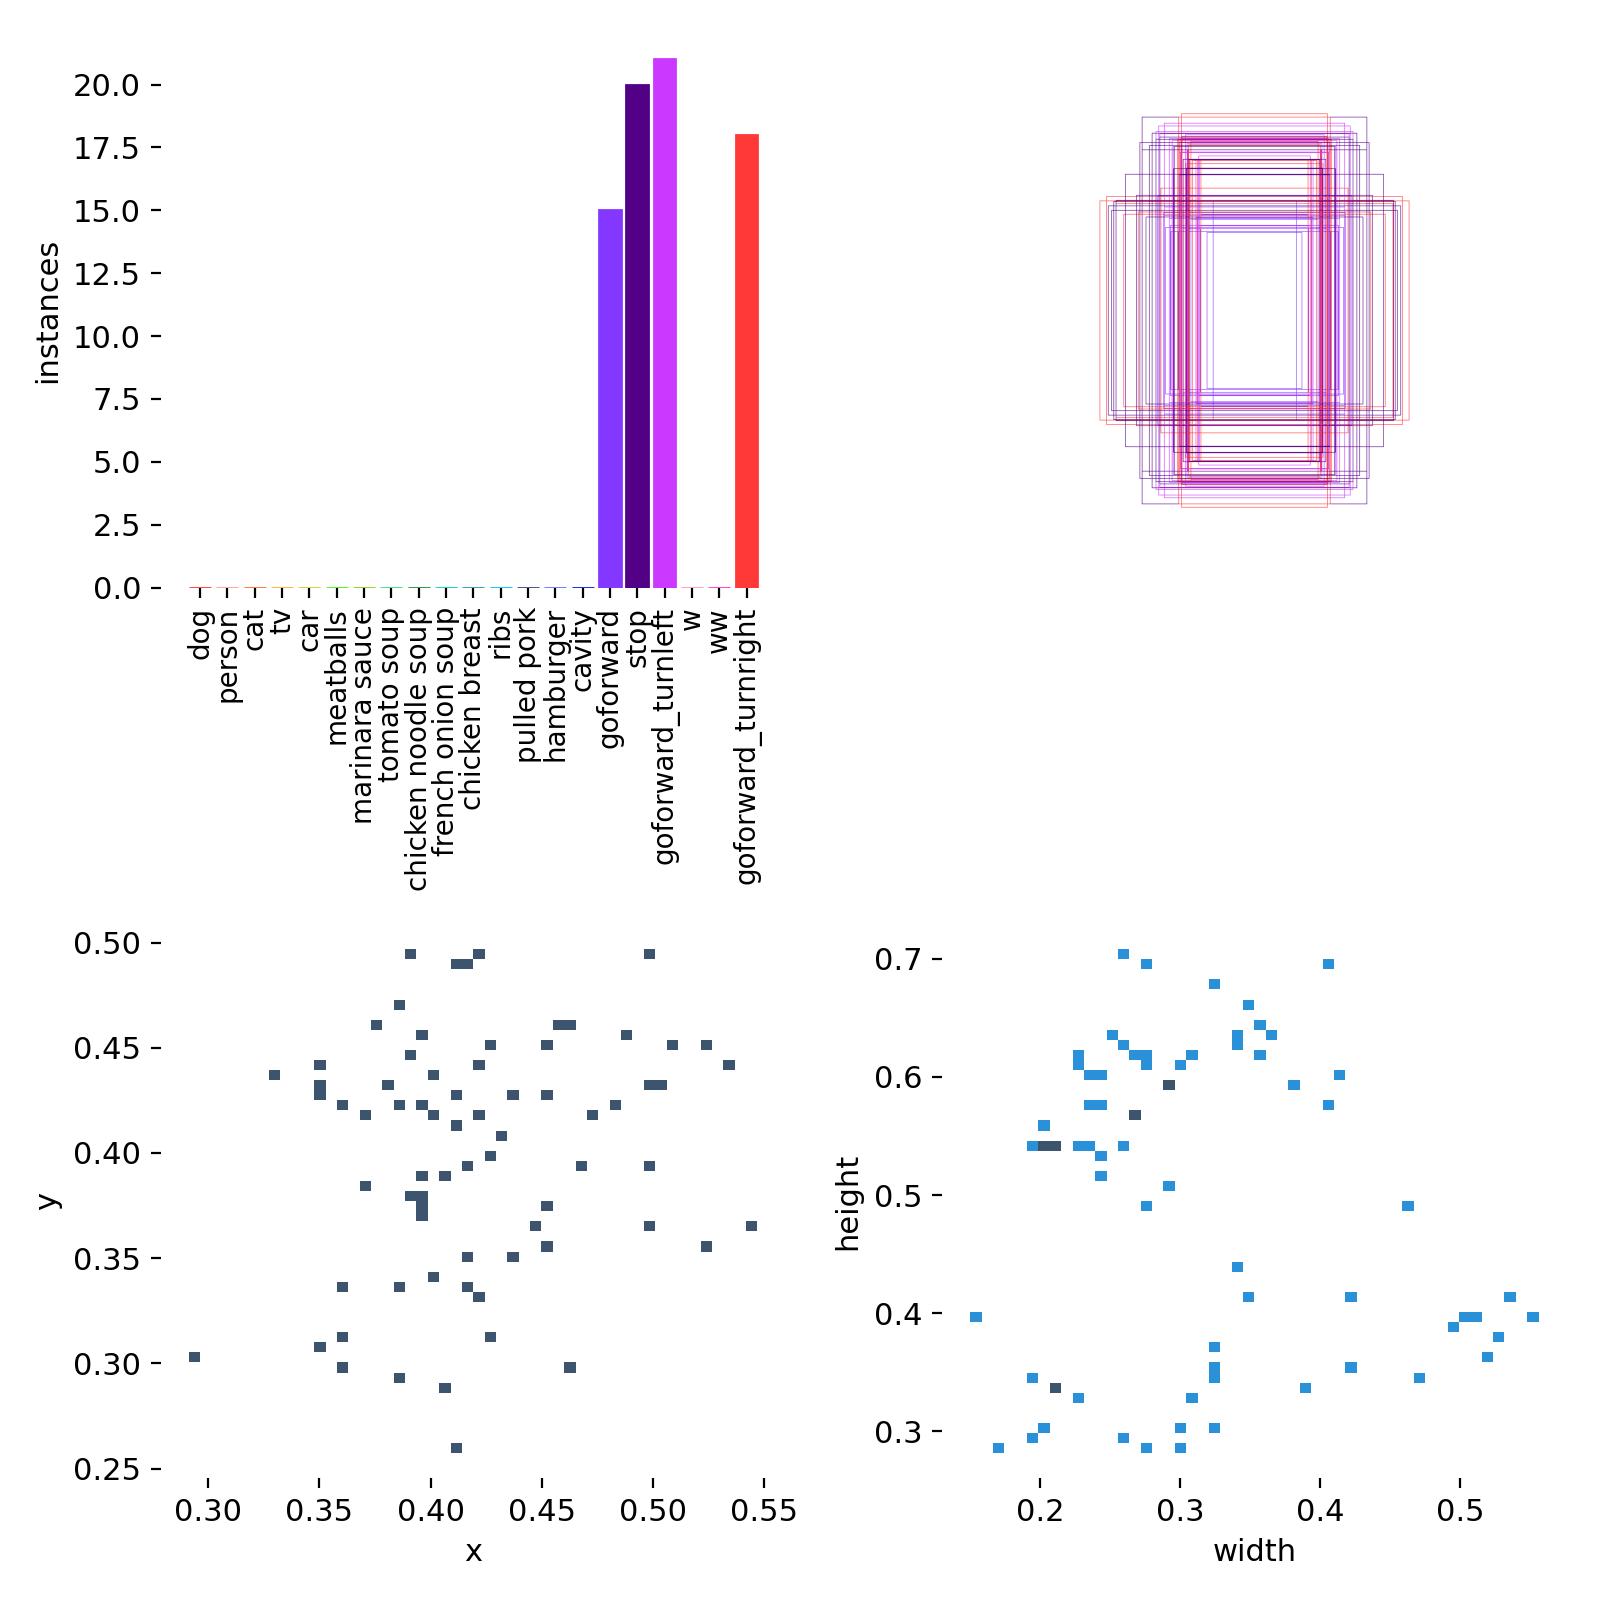 20.0
17.5
15.0
12.5
10.0
7.5
5.0
2.5
0.0
instances
dog
person
cat
tv
car
meatballs
marinara sauce
tomato soup
chicken noodle soup
french onion soup
chicken breast
ribs
pulled pork
hamburger
cavity
goforward
stop
goforward_turnleft
w
ww
goforward_turnright
0.50
0.45
0.40
0.35
0.30
0.25
y
0.30 0.35 0.40 0.45 0.50 0.55
x
0.7
0.6
0.5
0.4
0.3
height
0.2 0.3 0.4 0.5
width